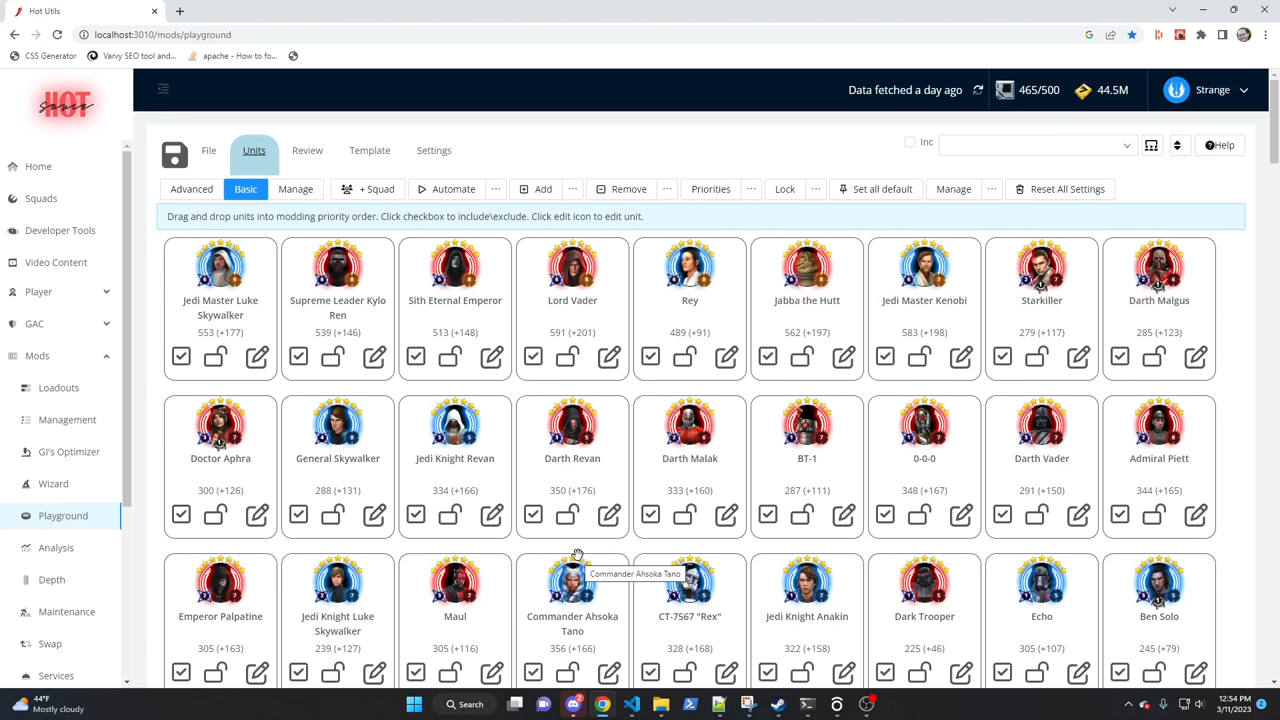 Hot Utils
localhost:3010/mods/playground
CSS Generator
Varvy SEO tool and...
apache - How to fo...
HOT
Sauce
Data fetched a day ago
465/500
44.5M
Strange
Home
Squads
Developer Tools
Video Content
Player
GAC
Mods
Loadouts
Management
GI's Optimizer
Wizard
Playground
Analysis
Depth
Maintenance
Swap
Services
File
Units
Review
Template
Settings
Inc
Help
Advanced
Basic
Manage
+ Squad
Automate
Add
Remove
Priorities
Lock
Set all default
Manage
Reset All Settings
Drag and drop units into modding priority order. Click checkbox to include\exclude. Click edit icon to edit unit.
Jedi Master Luke
Skywalker
553 (+177)
Supreme Leader Kylo
Ren
539 (+146)
Sith Eternal Emperor
513 (+148)
Lord Vader
591 (+201)
Rey
489 (+91)
Jabba the Hutt
562 (+197)
Jedi Master Kenobi
583 (+198)
Starkiller
279 (+117)
Darth Malgus
285 (+123)
Doctor Aphra
300 (+126)
General Skywalker
288 (+131)
Jedi Knight Revan
334 (+166)
Darth Revan
350 (+176)
Darth Malak
333 (+160)
BT-1
287 (+111)
0-0-0
348 (+167)
Darth Vader
291 (+150)
Admiral Piett
344 (+165)
Emperor Palpatine
305 (+163)
Jedi Knight Luke
Skywalker
239 (+127)
Maul
305 (+116)
Commander Ahsoka Tano
Commander Ahsoka
Tano
356 (+166)
CT-7567 "Rex"
328 (+168)
Jedi Knight Anakin
322 (+158)
Dark Trooper
225 (+46)
Echo
305 (+107)
Ben Solo
245 (+79)
44°F
Mostly cloudy
Search
2
12:54 PM
3/11/2023